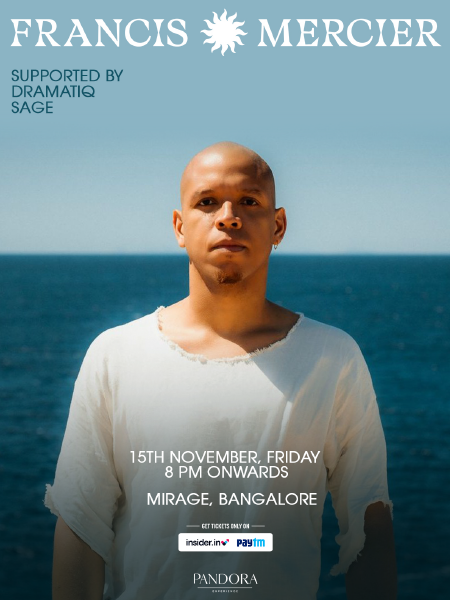 FRANCIS MERCIER
SUPPORTED BY
DRAMATIQ
SAGE
15TH NOVEMBER, FRIDAY
8 PM ONWARDS
MIRAGE, BANGALORE
GET TICKETS ONLY ON
insider.in paytm
PANDORA
EXPERIENCE